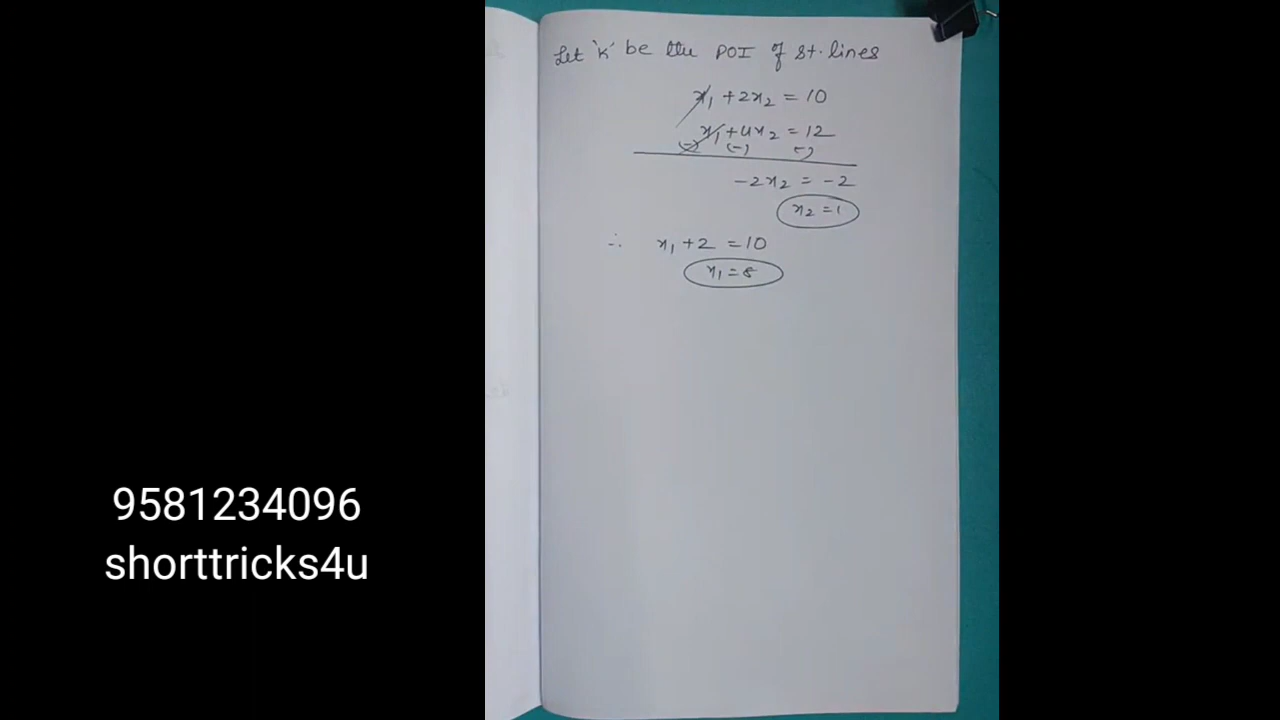 Let 'K' be the POI of st. lines
x₁ + 2x₂ = 10
x₁ + 4x₂ = 12
(-) (-) (-)
-2x₂ = -2
x₂ = 1
∴ x₁ + 2 = 10
x₁ = 8
9581234096
shorttricks4u